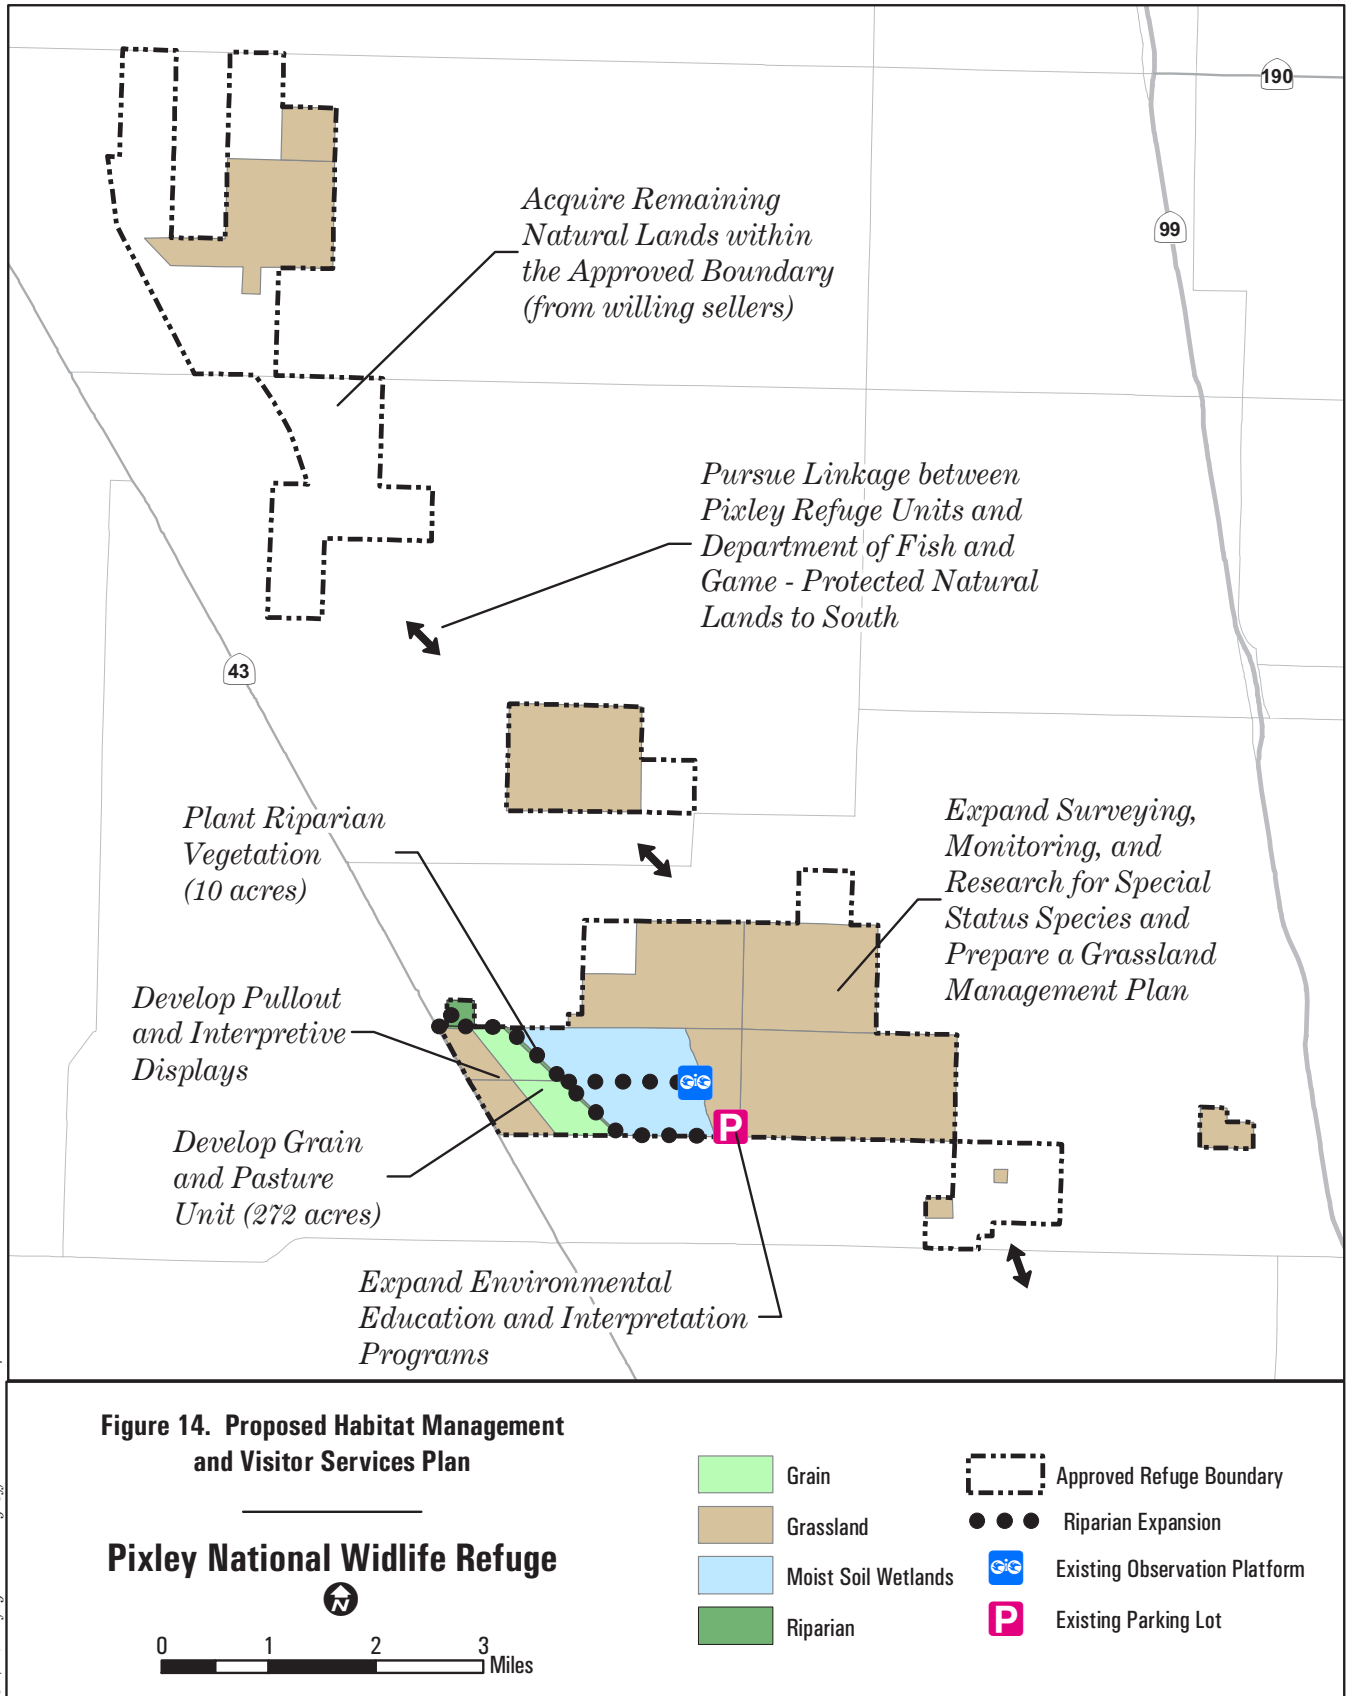 190
99
Acquire Remaining
Natural Lands within
the Approved Boundary
(from willing sellers)
Pursue Linkage between
Pixley Refuge Units and
Department of Fish and
Game - Protected Natural
Lands to South
43
Plant Riparian
Vegetation
(10 acres)
Expand Surveying,
Monitoring, and
Research for Special
Status Species and
Prepare a Grassland
Management Plan
Develop Pullout
and Interpretive
Displays
Develop Grain
and Pasture
Unit (272 acres)
P
Expand Environmental
Education and Interpretation
Programs
Figure 14. Proposed Habitat Management
and Visitor Services Plan
Pixley National Widlife Refuge
N
0 1 2 3
Miles
Grain
Grassland
Moist Soil Wetlands
Riparian
Approved Refuge Boundary
Riparian Expansion
Existing Observation Platform
P
Existing Parking Lot